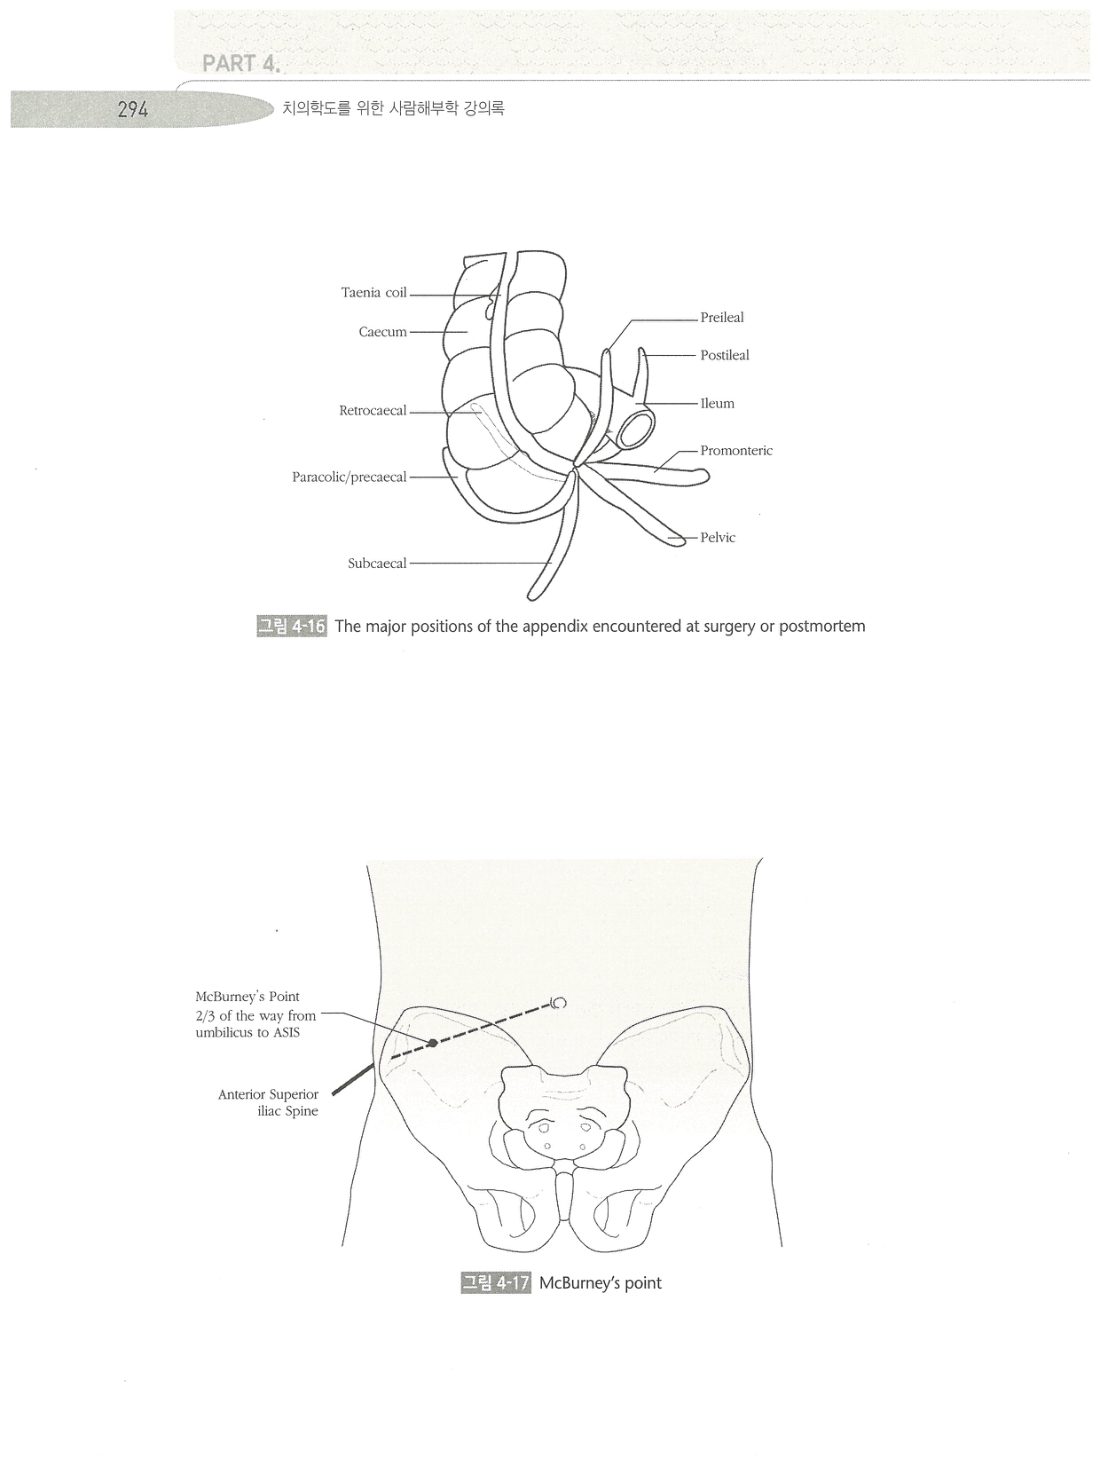 PART 4.
294
치의학도를 위한 사람해부학 강의록
Taenia coil
Caecum
Retrocaecal
Paracolic/precaecal
Subcaecal
Preileal
Postileal
Ileum
Promonteric
Pelvic
그림 4-16 The major positions of the appendix encountered at surgery or postmortem
McBurney's Point
2/3 of the way from
umbilicus to ASIS
Anterior Superior
iliac Spine
그림 4-17 McBurney's point